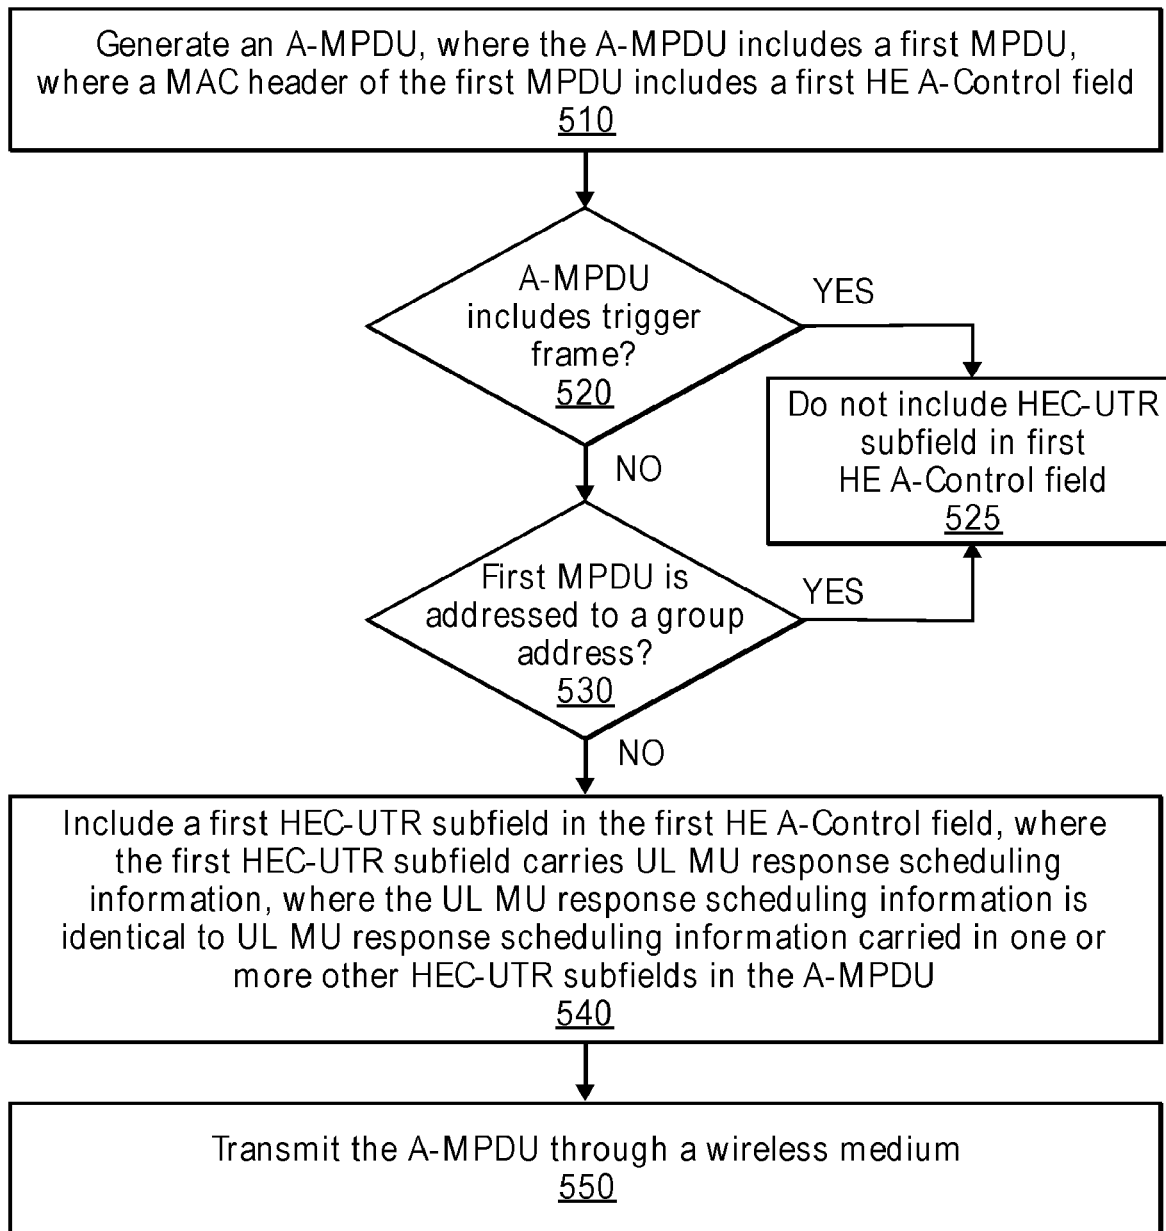 Generate an A-MPDU, where the A-MPDU includes a first MPDU,
where a MAC header of the first MPDU includes a first HE A-Control field
510
A-MPDU
includes trigger
frame?
520
YES
Do not include HEC-UTR
subfield in first
HE A-Control field
525
NO
First MPDU is
addressed to a group
address?
530
YES
NO
Include a first HEC-UTR subfield in the first HE A-Control field, where
the first HEC-UTR subfield carries UL MU response scheduling
information, where the UL MU response scheduling information is
identical to UL MU response scheduling information carried in one or
more other HEC-UTR subfields in the A-MPDU
540
Transmit the A-MPDU through a wireless medium
550